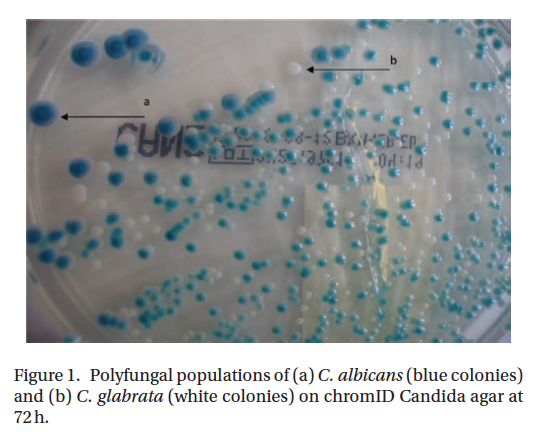 b
a
Figure 1. Polyfungal populations of (a) C. albicans (blue colonies)
and (b) C. glabrata (white colonies) on chromID Candida agar at
72 h.